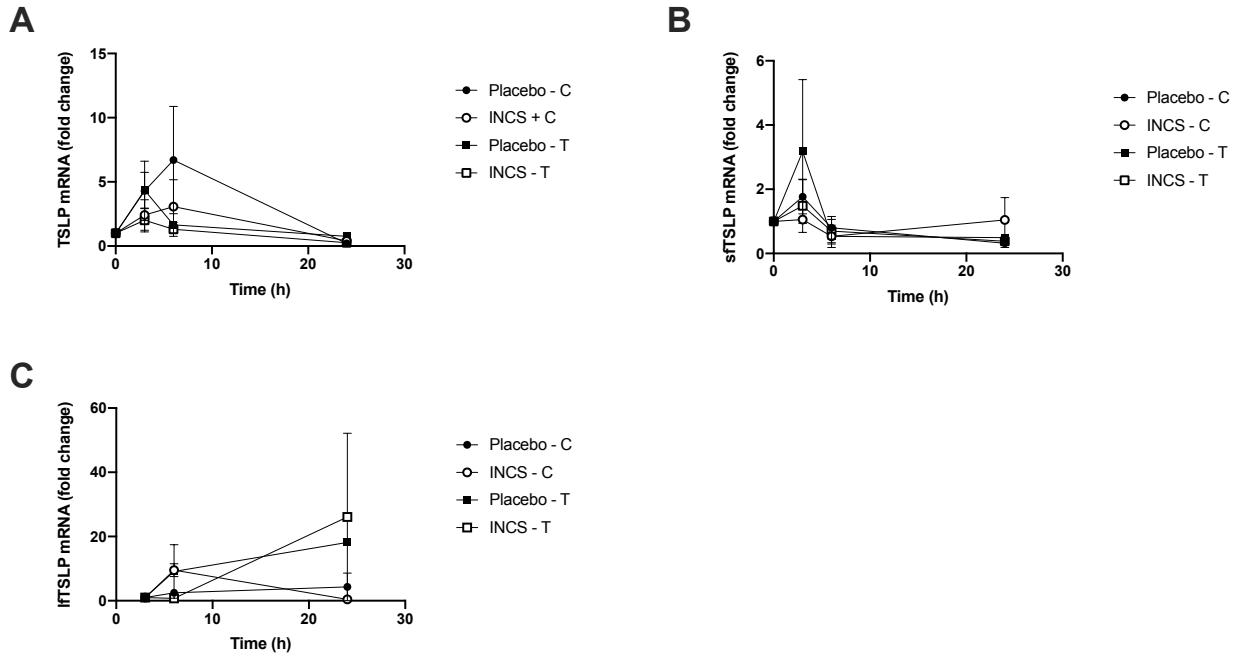 A
TSLP mRNA (fold change)
15
10
5
0
0 10 20 30
Time (h)
Placebo - C
INCS + C
Placebo - T
INCS - T
B
sfTSLP mRNA (fold change)
6
4
2
0
0 10 20 30
Time (h)
Placebo - C
INCS - C
Placebo - T
INCS - T
C
lfTSLP mRNA (fold change)
60
40
20
0
0 10 20 30
Time (h)
Placebo - C
INCS - C
Placebo - T
INCS - T